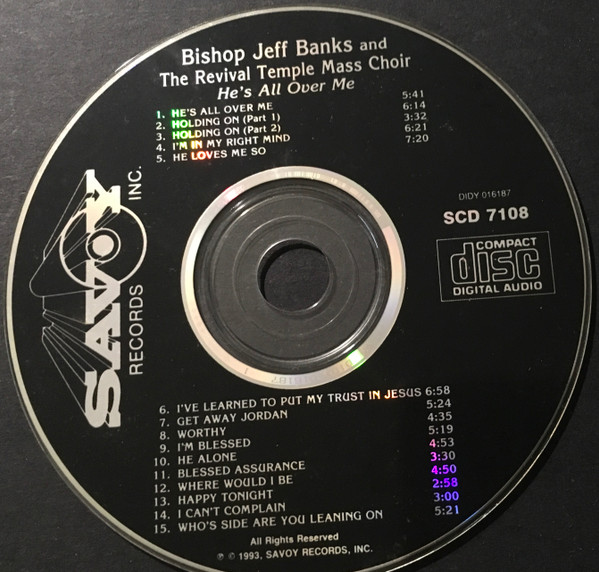 Bishop Jeff Banks and
The Revival Temple Mass Choir
He's All Over Me
1. HE'S ALL OVER ME 5:41
2. HOLDING ON (Part 1) 6:14
3. HOLDING ON (Part 2) 3:32
4. I'M IN MY RIGHT MIND 6:21
5. HE LOVES ME SO 7:20
SAVOY
RECORDS INC.
DIDY 016187
SCD 7108
COMPACT
disc
DIGITAL AUDIO
6. I'VE LEARNED TO PUT MY TRUST IN JESUS 6:58
7. GET AWAY JORDAN 5:24
8. WORTHY 4:35
9. I'M BLESSED 5:19
10. HE ALONE 4:53
11. BLESSED ASSURANCE 3:30
12. WHERE WOULD I BE 4:50
13. HAPPY TONIGHT 2:58
14. I CAN'T COMPLAIN 3:00
15. WHO'S SIDE ARE YOU LEANING ON 5:21
All Rights Reserved
℗ © 1993, SAVOY RECORDS, INC.